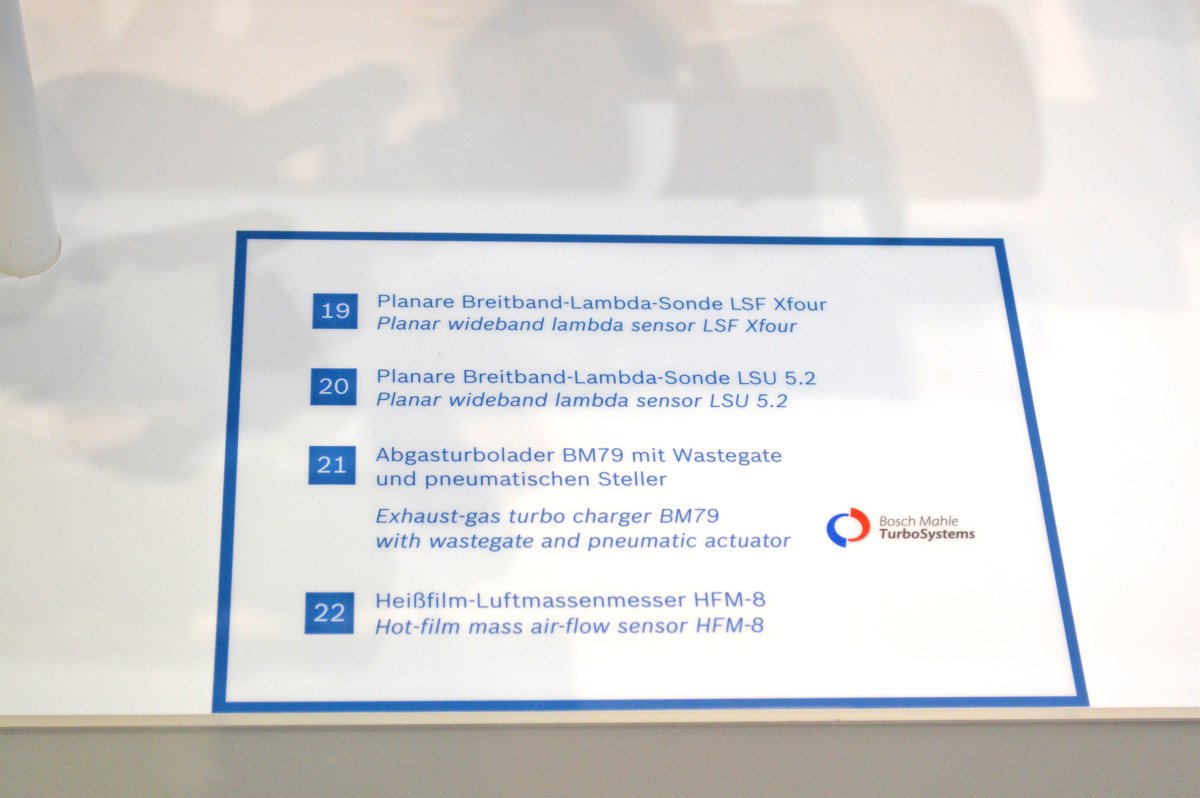 19
Planare Breitband-Lambda-Sonde LSF Xfour
Planar wideband lambda sensor LSF Xfour
20
Planare Breitband-Lambda-Sonde LSU 5.2
Planar wideband lambda sensor LSU 5.2
21
Abgasturbolader BM79 mit Wastegate
und pneumatischen Steller
Exhaust-gas turbo charger BM79
with wastegate and pneumatic actuator
Bosch Mahle
TurboSystems
22
Heißfilm-Luftmassenmesser HFM-8
Hot-film mass air-flow sensor HFM-8